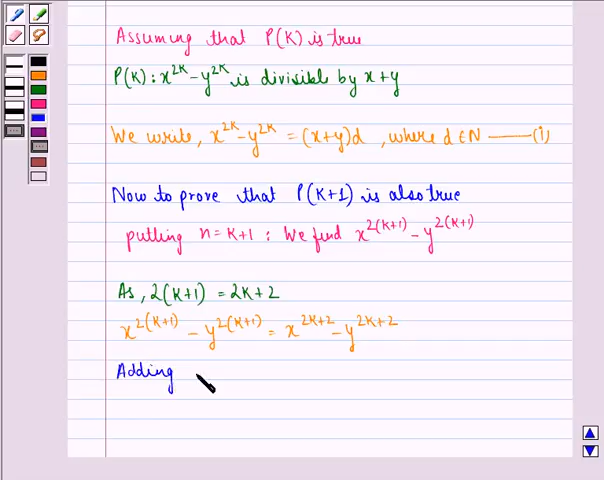 Assuming that P(K) is true
P(K): x^{2K} - y^{2K} is divisible by x+y
We write, x^{2K} - y^{2K} = (x+y)d , where d ∈ N ——(1)
Now to prove that P(K+1) is also true
putting n = K+1 : We find x^{2(K+1)} - y^{2(K+1)}
As, 2(K+1) = 2K+2
x^{2(K+1)} - y^{2(K+1)} = x^{2K+2} - y^{2K+2}
Adding